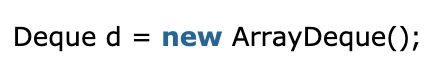 Deque d = new ArrayDeque();